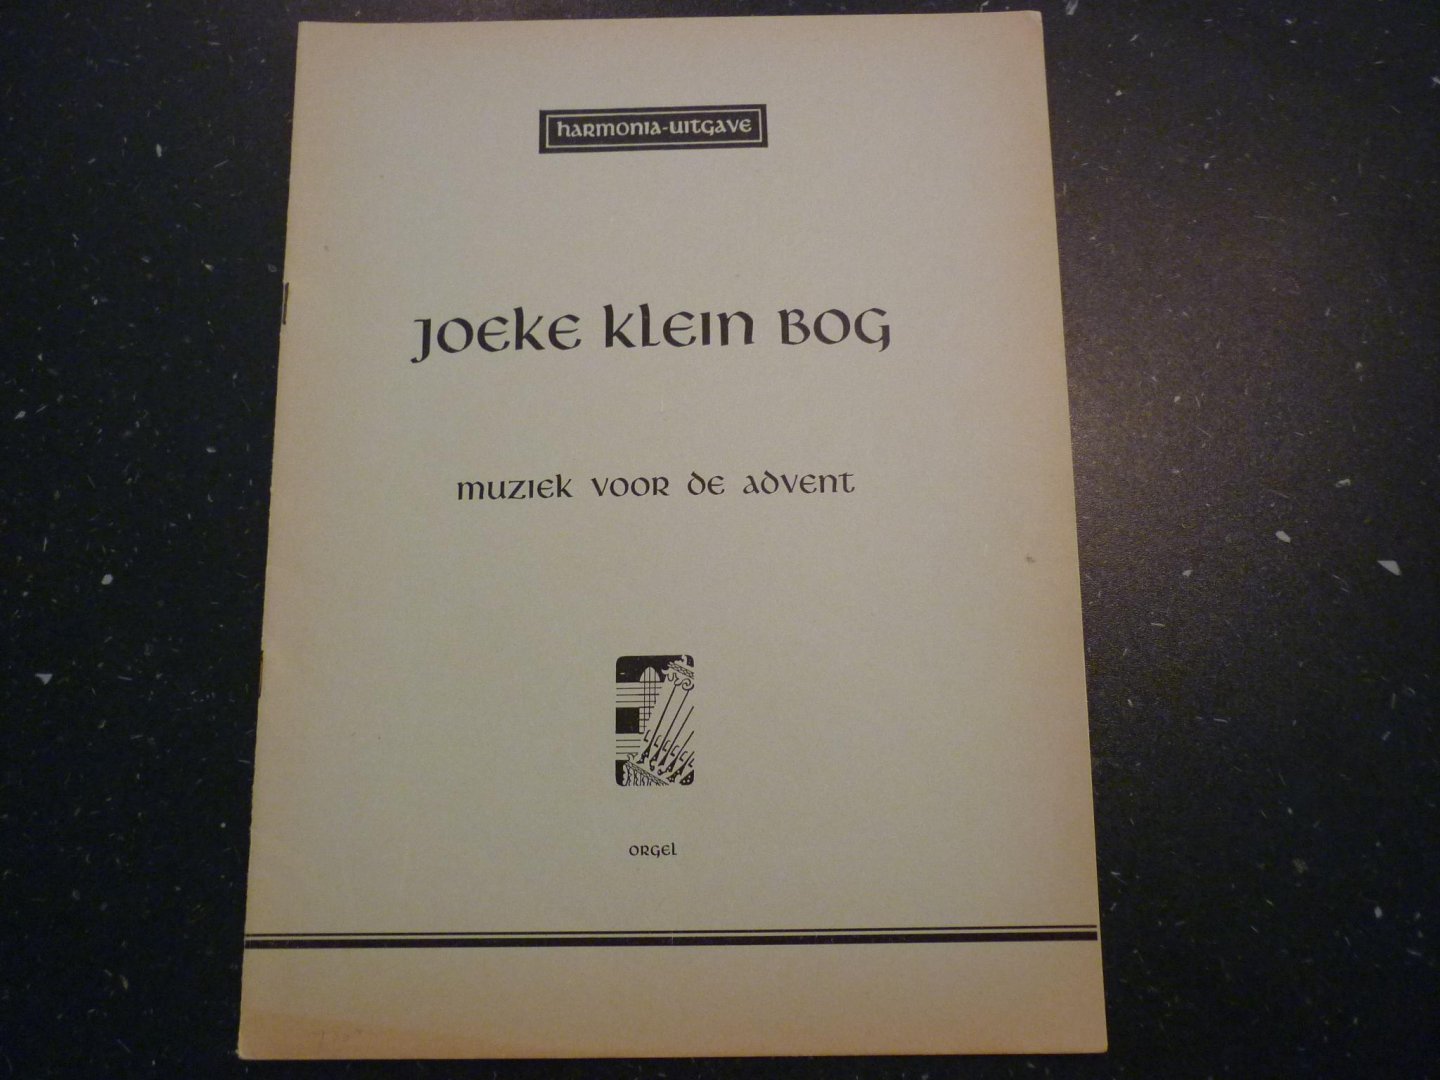 harmonia-uitgave
Joeke Klein Bog
muziek voor de advent
orgel